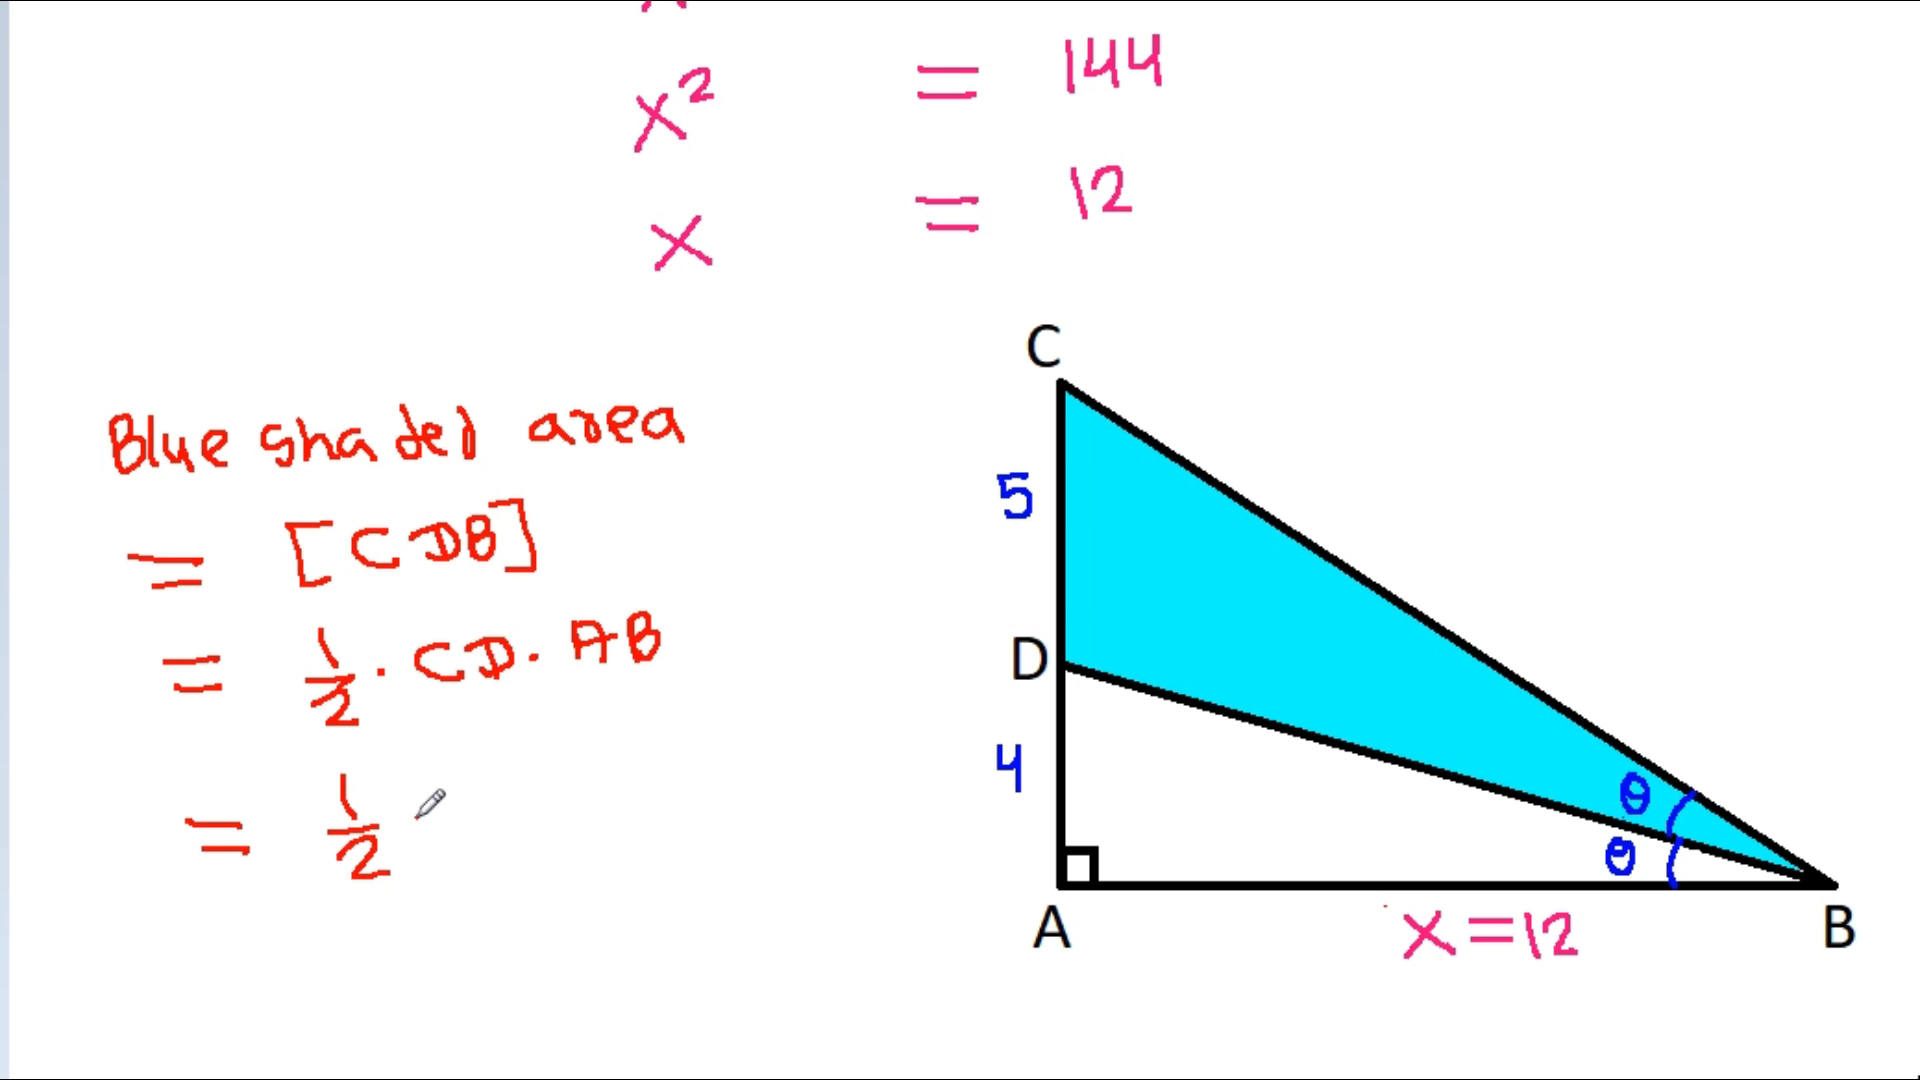 x² = 144
x = 12
Blue shaded area
= [CDB]
= 1/2 · CD · AB
= 1/2
C
5
D
4
θ
θ
A
x = 12
B